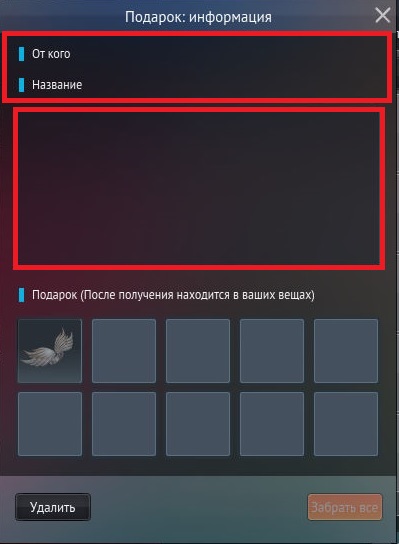 Подарок: информация
От кого
Название
Подарок (После получения находится в ваших вещах)
Удалить
Забрать все